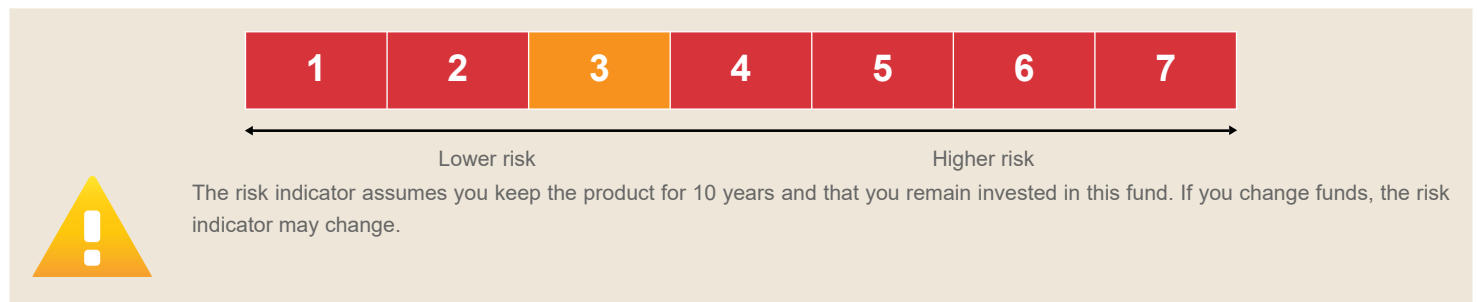 1 2 3 4 5 6 7
Lower risk Higher risk
The risk indicator assumes you keep the product for 10 years and that you remain invested in this fund. If you change funds, the risk
indicator may change.